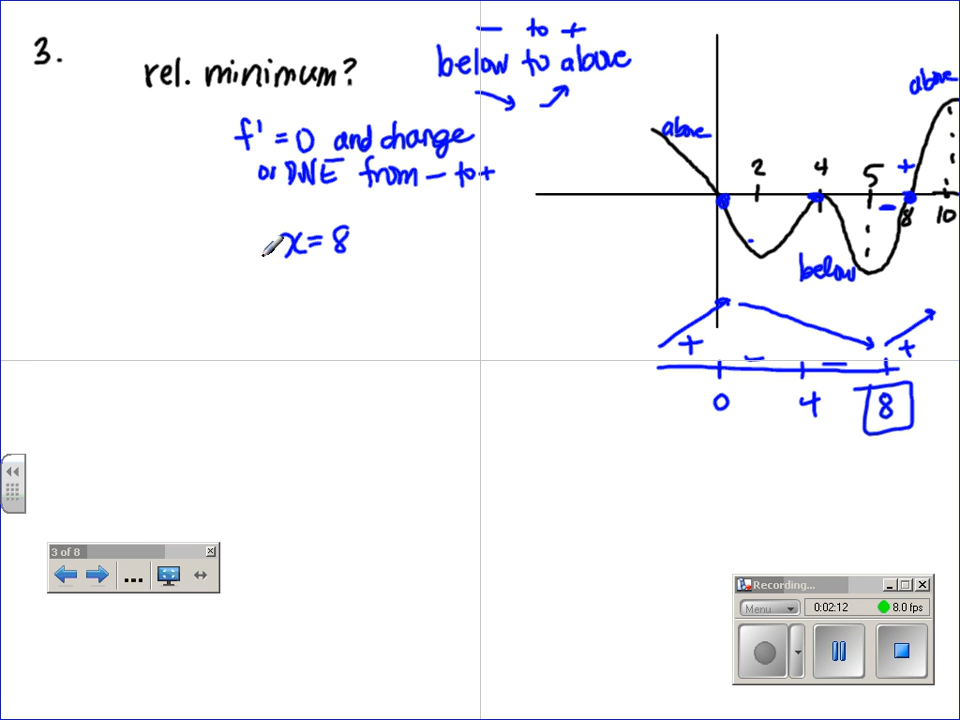 3.
rel. minimum?
- to +
below to above
f' = 0 and change
or DNE from - to +
x = 8
above
above
2
4
5
+
-
8
10
below
+
-
-
+
0
4
8
3 of 8
...
Recording...
Menu
0:02:12
8.0 fps